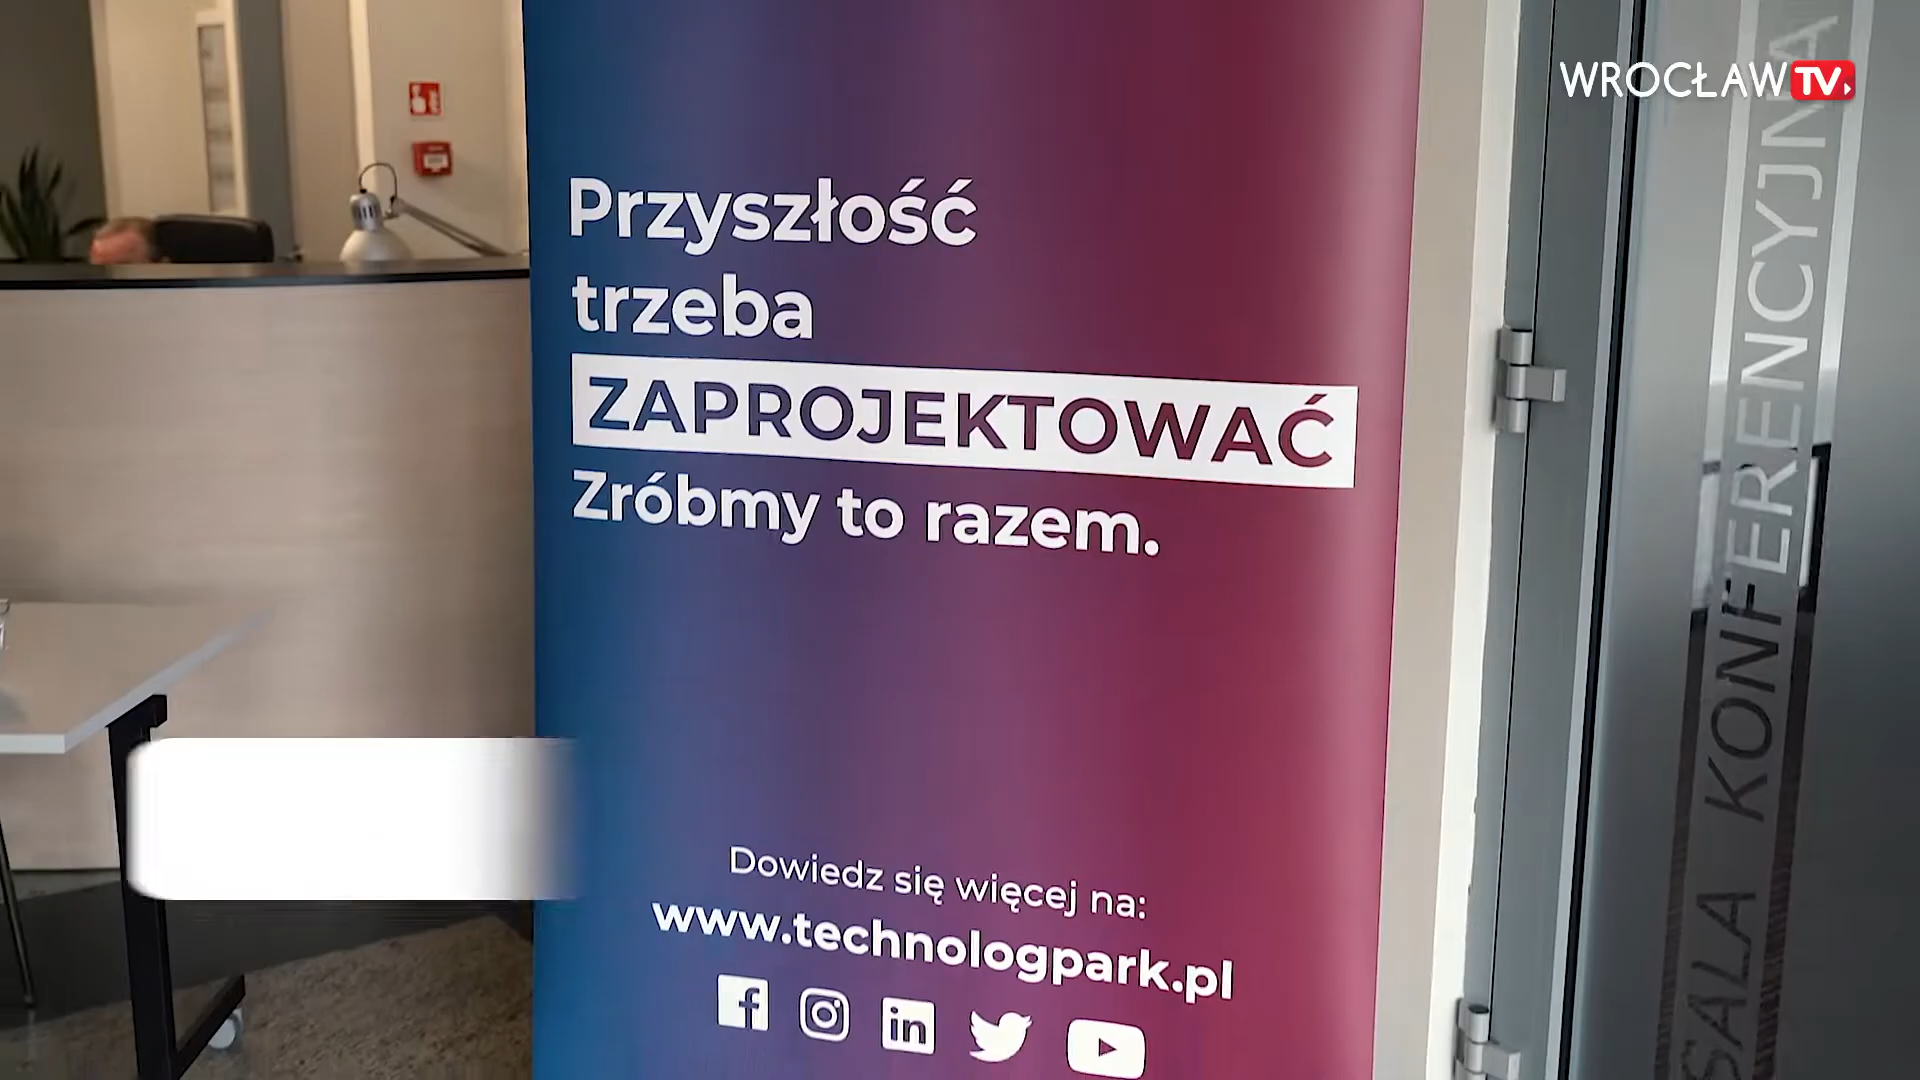 WROCŁAW TV
Przyszłość
trzeba
ZAPROJEKTOWAĆ
Zróbmy to razem.
Dowiedz się więcej na:
www.technologpark.pl
SALA KONFERENCYJNA